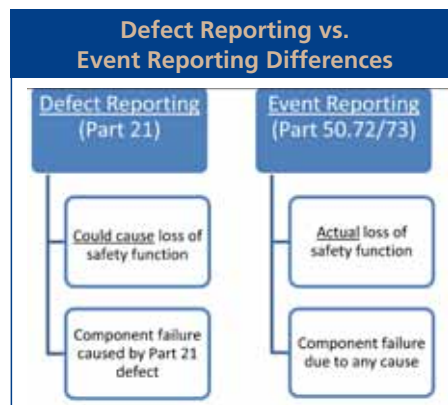 Defect Reporting vs.
Event Reporting Differences
Defect Reporting
(Part 21)
Could cause loss of
safety function
Component failure
caused by Part 21
defect
Event Reporting
(Part 50.72/73)
Actual loss of
safety function
Component failure
due to any cause